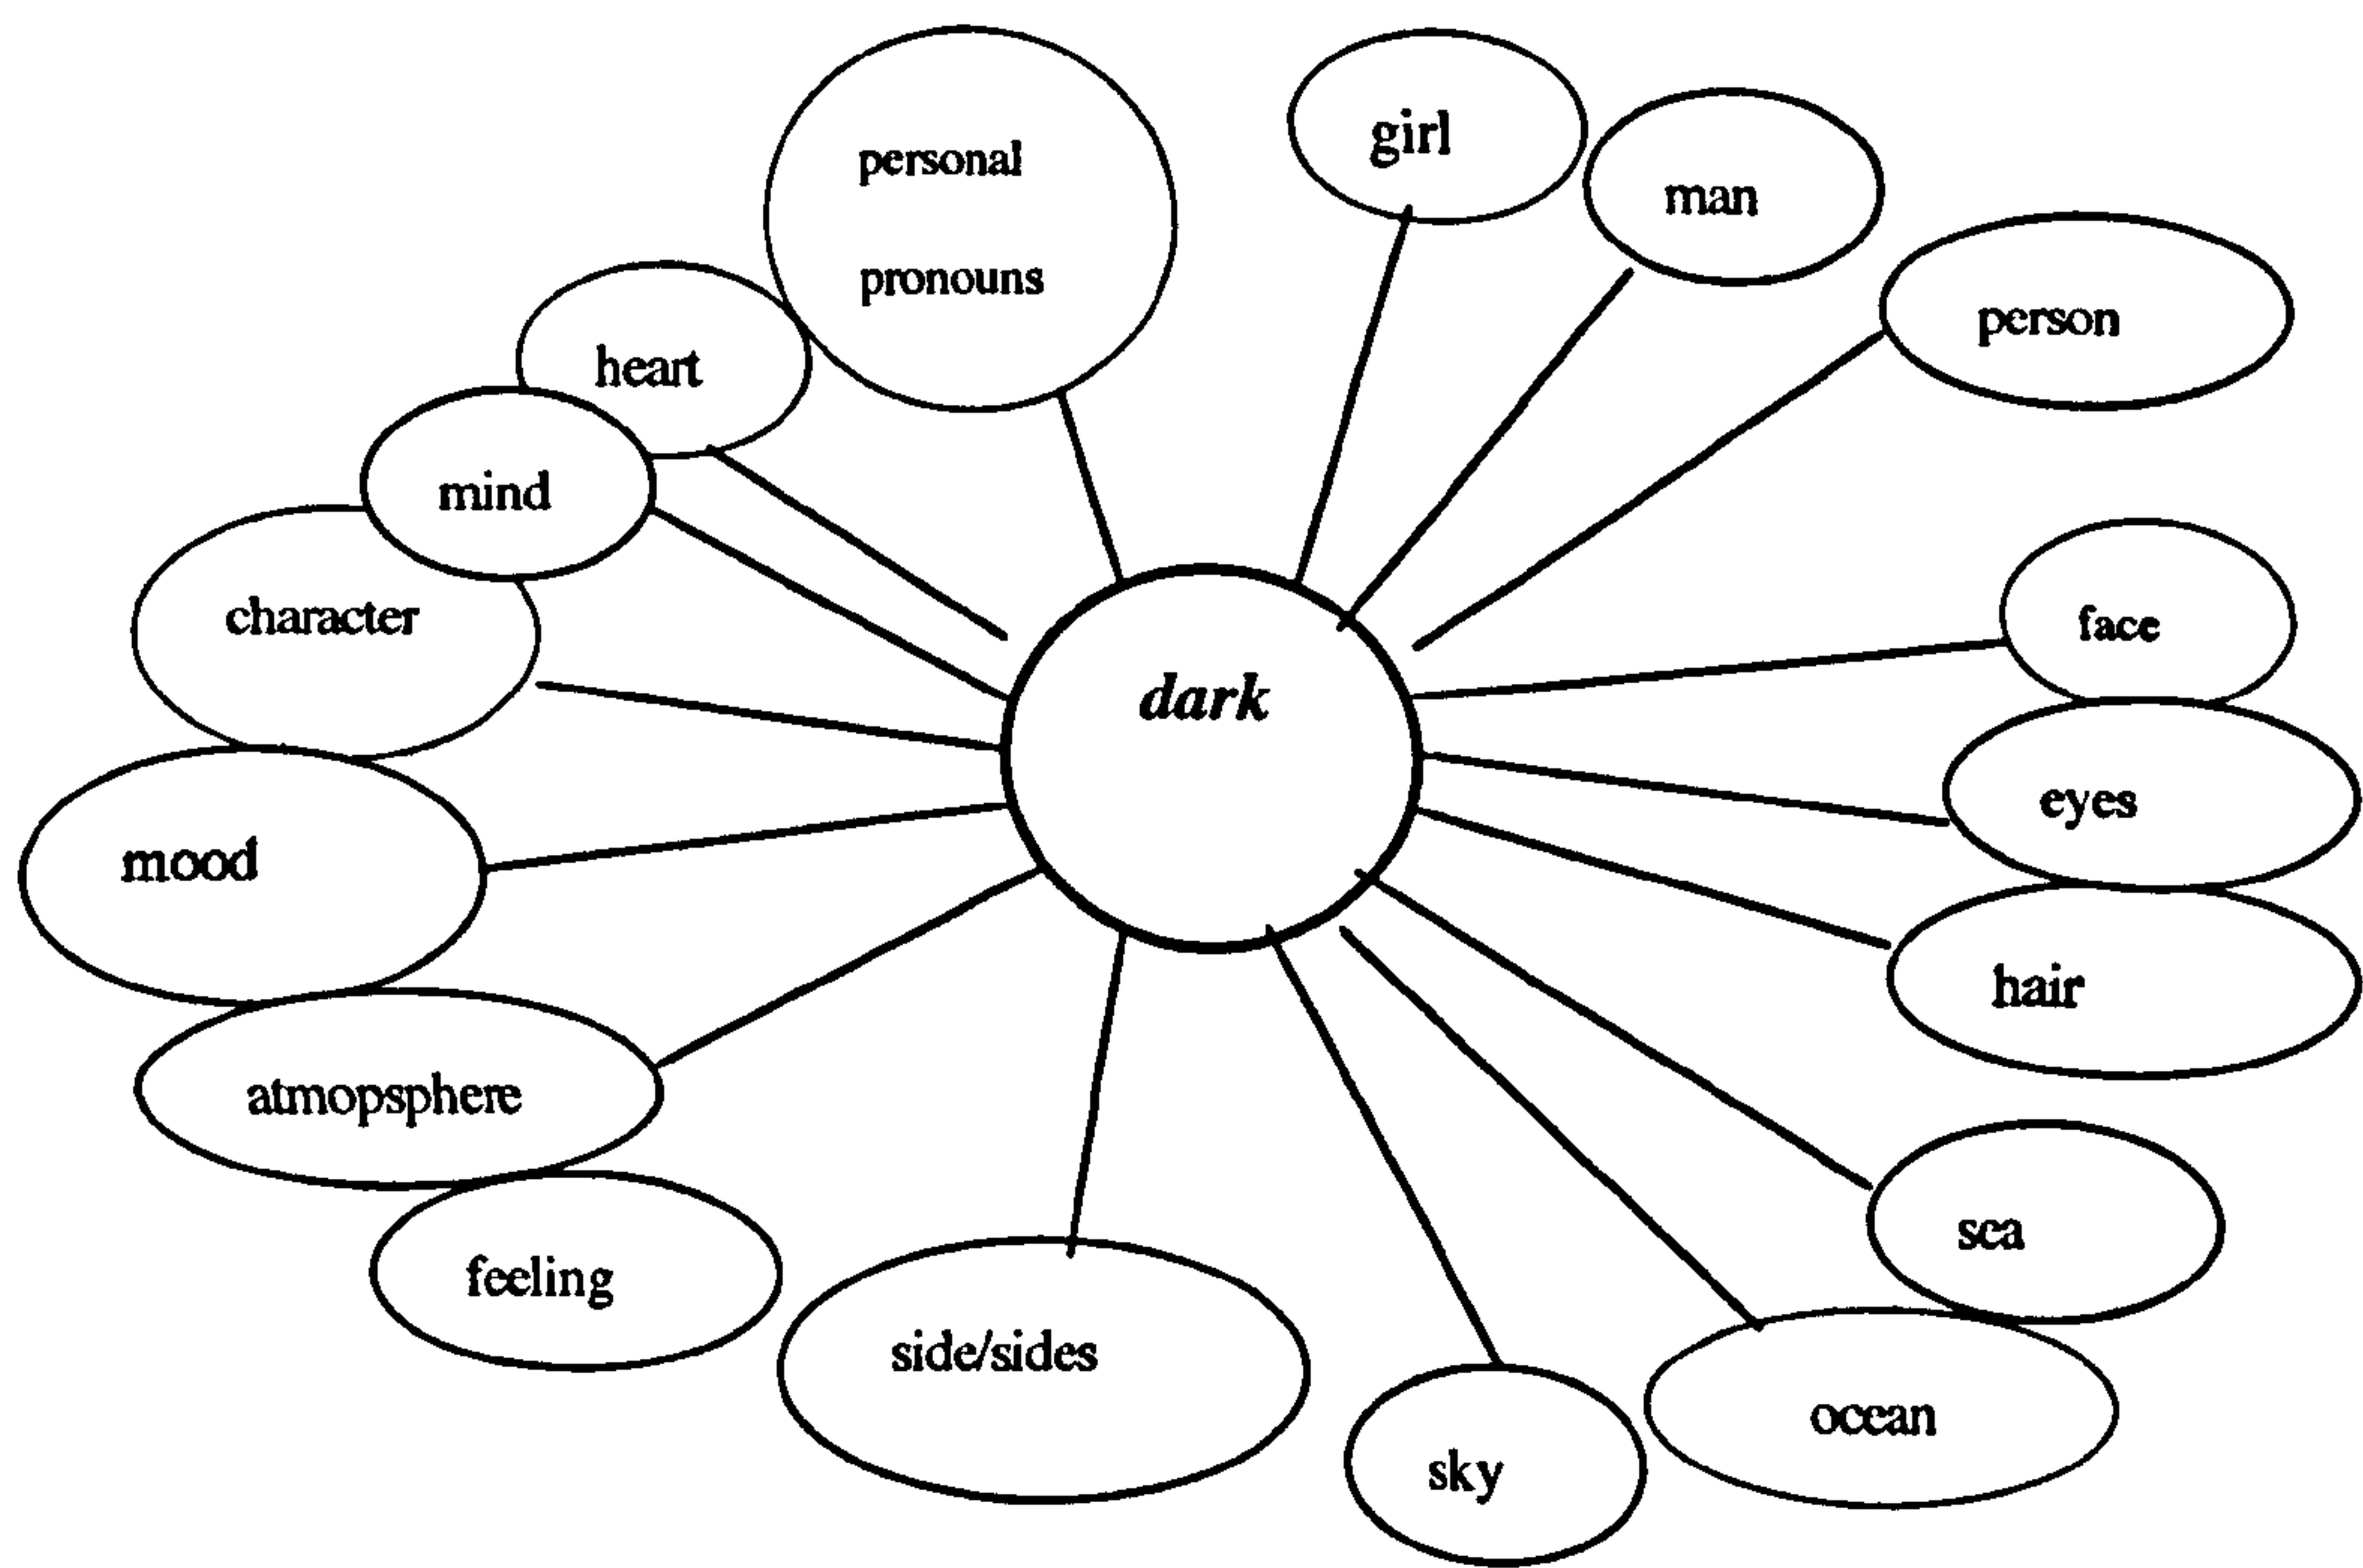 girl
personal
pronouns
man
person
heart
mind
character
face
dark
eyes
mood
hair
atmopsphere
sea
feeling
side/sides
ocean
sky